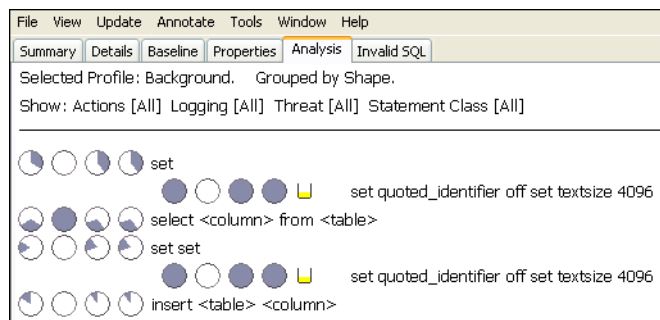 File View Update Annotate Tools Window Help
Summary Details Baseline Properties Analysis Invalid SQL
Selected Profile: Background. Grouped by Shape.
Show: Actions [All] Logging [All] Threat [All] Statement Class [All]
set
set quoted_identifier off set textsize 4096
select <column> from <table>
set set
set quoted_identifier off set textsize 4096
insert <table> <column>